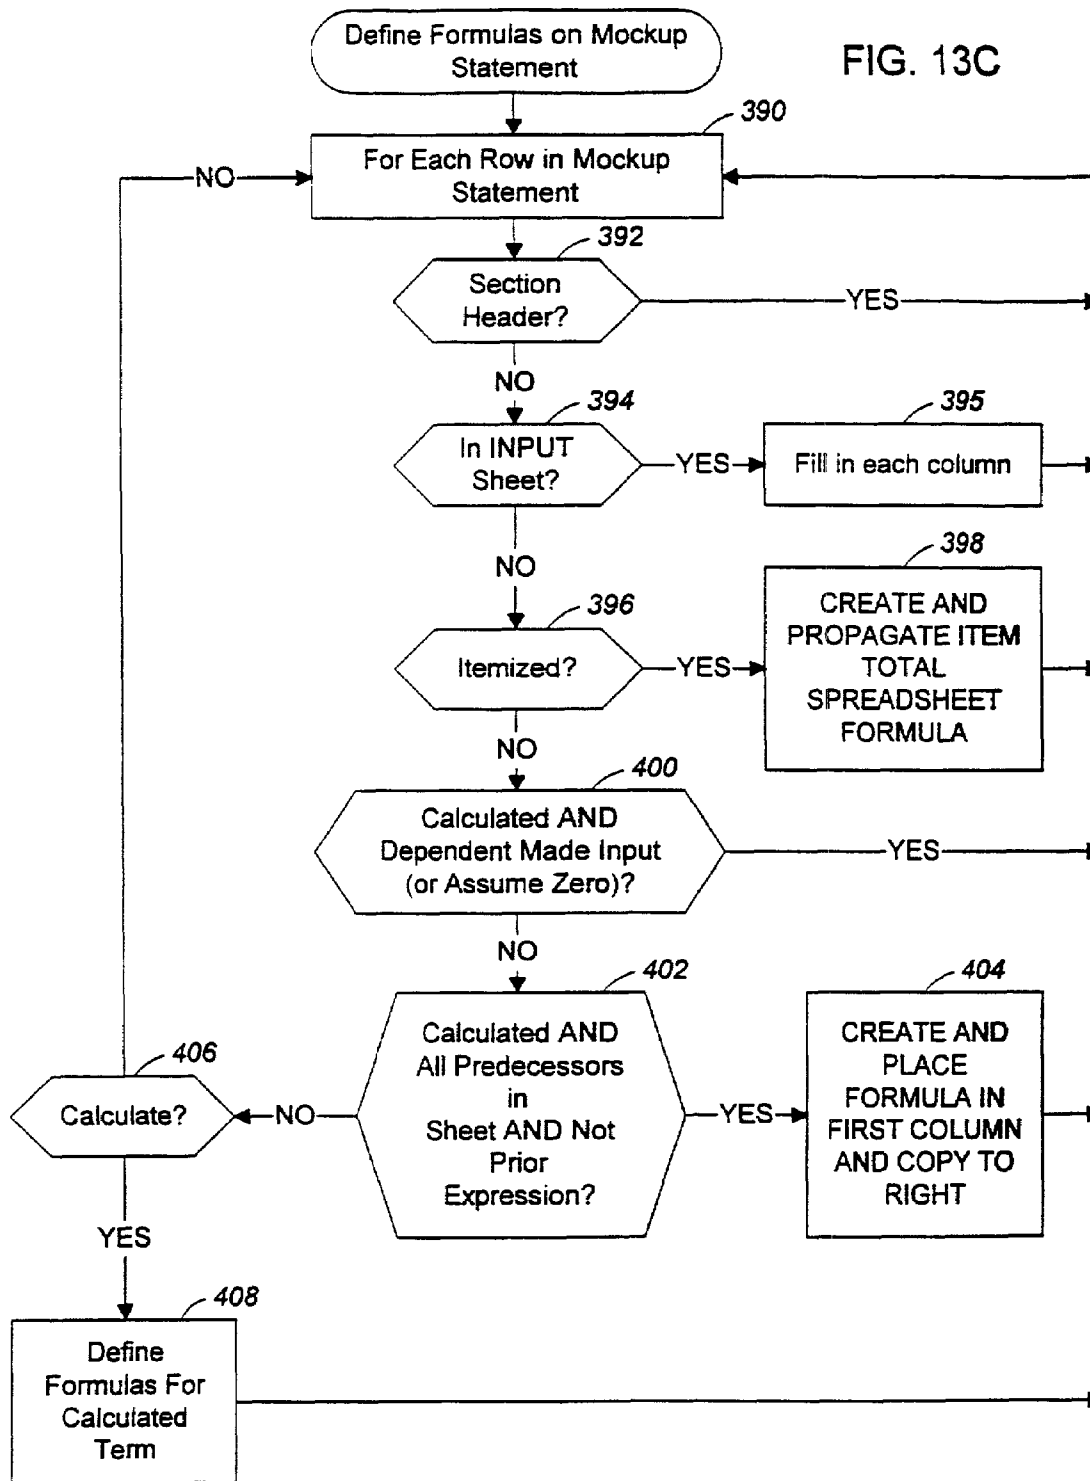 Define Formulas on Mockup
Statement
FIG. 13C
390
For Each Row in Mockup
Statement
NO
392
Section
Header?
YES
NO
394
In INPUT
Sheet?
YES
395
Fill in each column
NO
396
Itemized?
YES
398
CREATE AND
PROPAGATE ITEM
TOTAL
SPREADSHEET
FORMULA
NO
400
Calculated AND
Dependent Made Input
(or Assume Zero)?
YES
NO
402
Calculated AND
All Predecessors
in
Sheet AND Not
Prior
Expression?
YES
404
CREATE AND
PLACE
FORMULA IN
FIRST COLUMN
AND COPY TO
RIGHT
NO
406
Calculate?
YES
408
Define
Formulas For
Calculated
Term